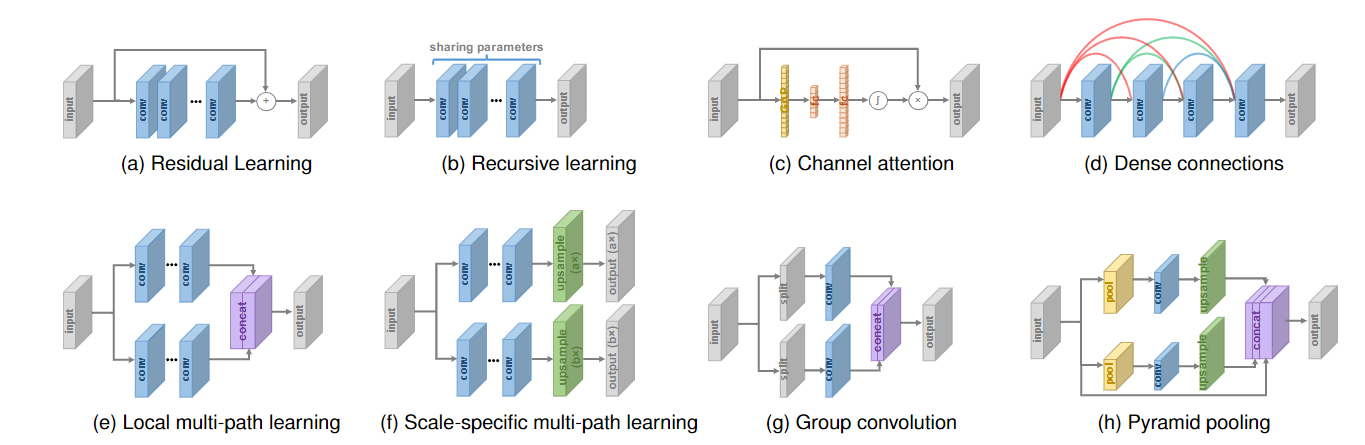 sharing parameters
input
conv
conv
conv
+
output
input
conv
conv
conv
output
input
GAP
fc
fc
∫
×
output
input
conv
conv
conv
conv
output
(a) Residual Learning
(b) Recursive learning
(c) Channel attention
(d) Dense connections
input
conv
conv
conv
conv
concat
output
input
conv
conv
upsample
(a×)
output (a×)
conv
conv
upsample
(b×)
output (b×)
input
split
conv
split
conv
concat
output
input
pool
conv
upsample
pool
conv
upsample
concat
output
(e) Local multi-path learning
(f) Scale-specific multi-path learning
(g) Group convolution
(h) Pyramid pooling